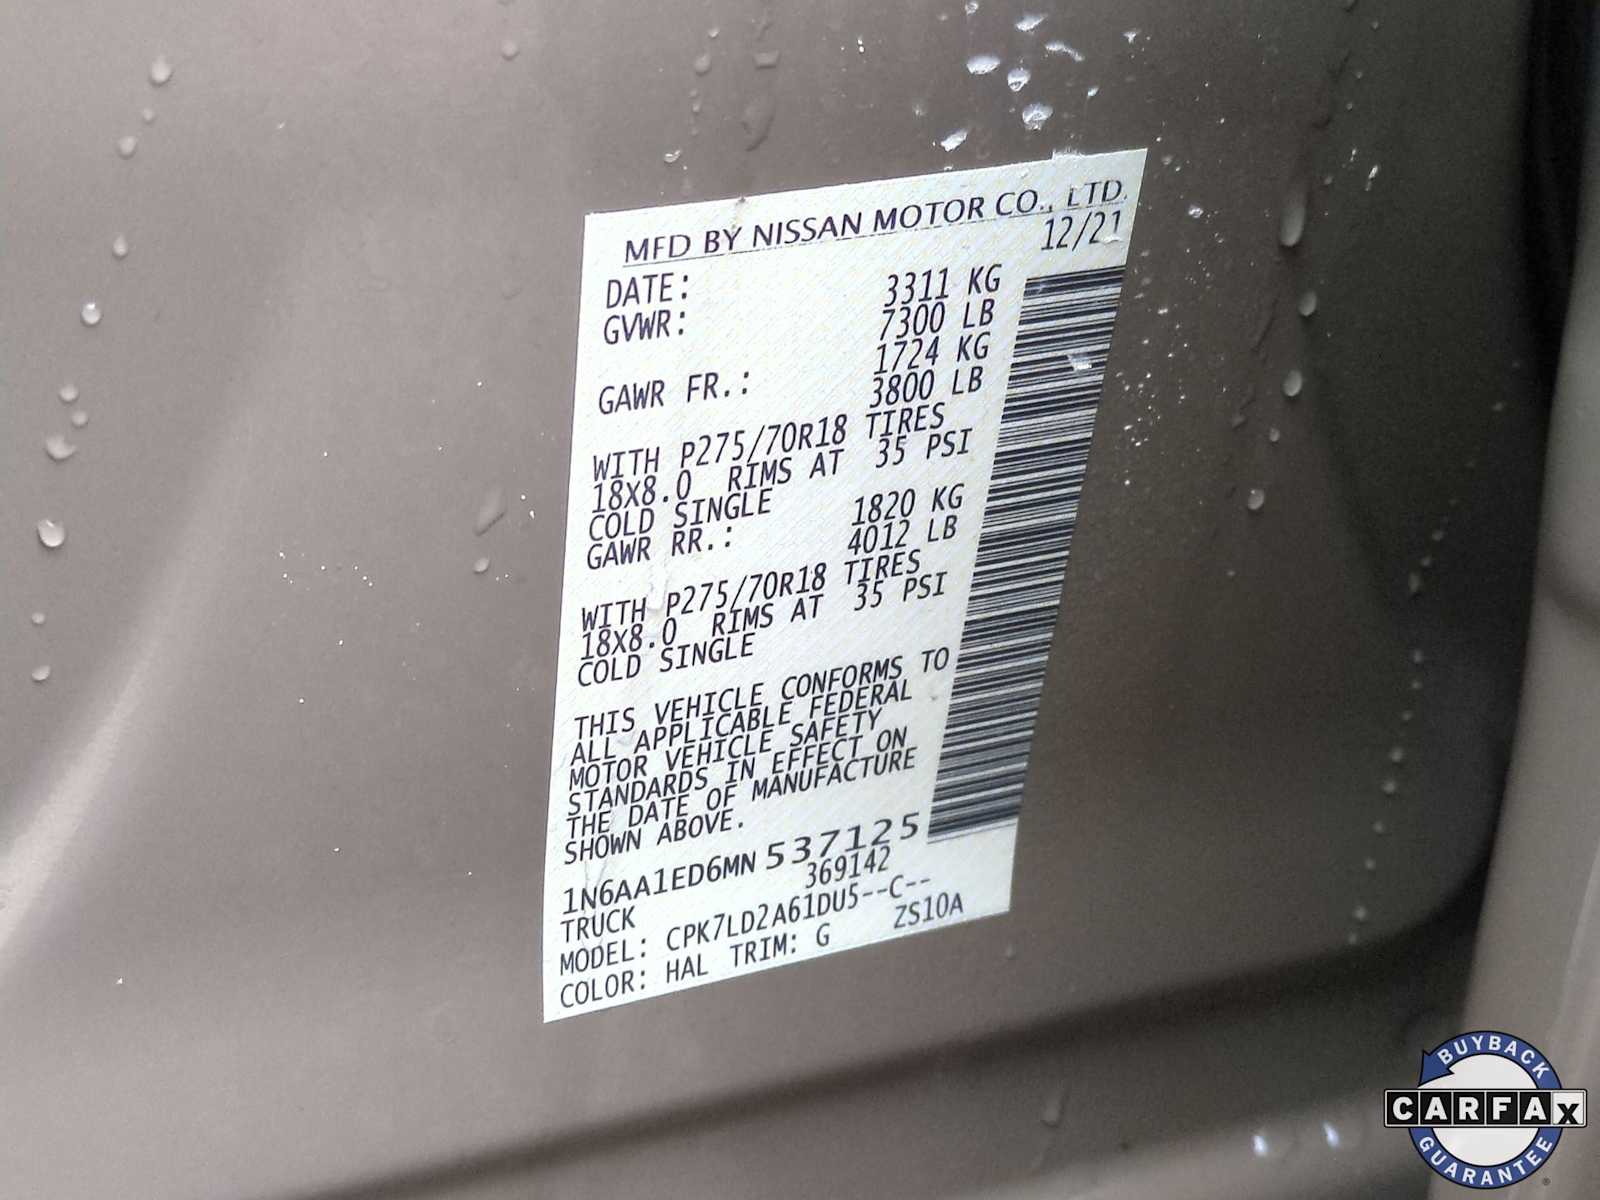 MFD BY NISSAN MOTOR CO., LTD.
DATE: 12/21
GVWR: 3311 KG
7300 LB
GAWR FR.: 1724 KG
3800 LB
WITH P275/70R18 TIRES
18X8.0 RIMS AT 35 PSI
COLD SINGLE
GAWR RR.: 1820 KG
4012 LB
WITH P275/70R18 TIRES
18X8.0 RIMS AT 35 PSI
COLD SINGLE
THIS VEHICLE CONFORMS TO
ALL APPLICABLE FEDERAL
MOTOR VEHICLE SAFETY
STANDARDS IN EFFECT ON
THE DATE OF MANUFACTURE
SHOWN ABOVE.
1N6AA1ED6MN 537125
TRUCK 369142
MODEL: CPK7LD2A61DU5--C--
COLOR: HAL TRIM: G ZS10A
BUYBACK
CARFAX
GUARANTEE